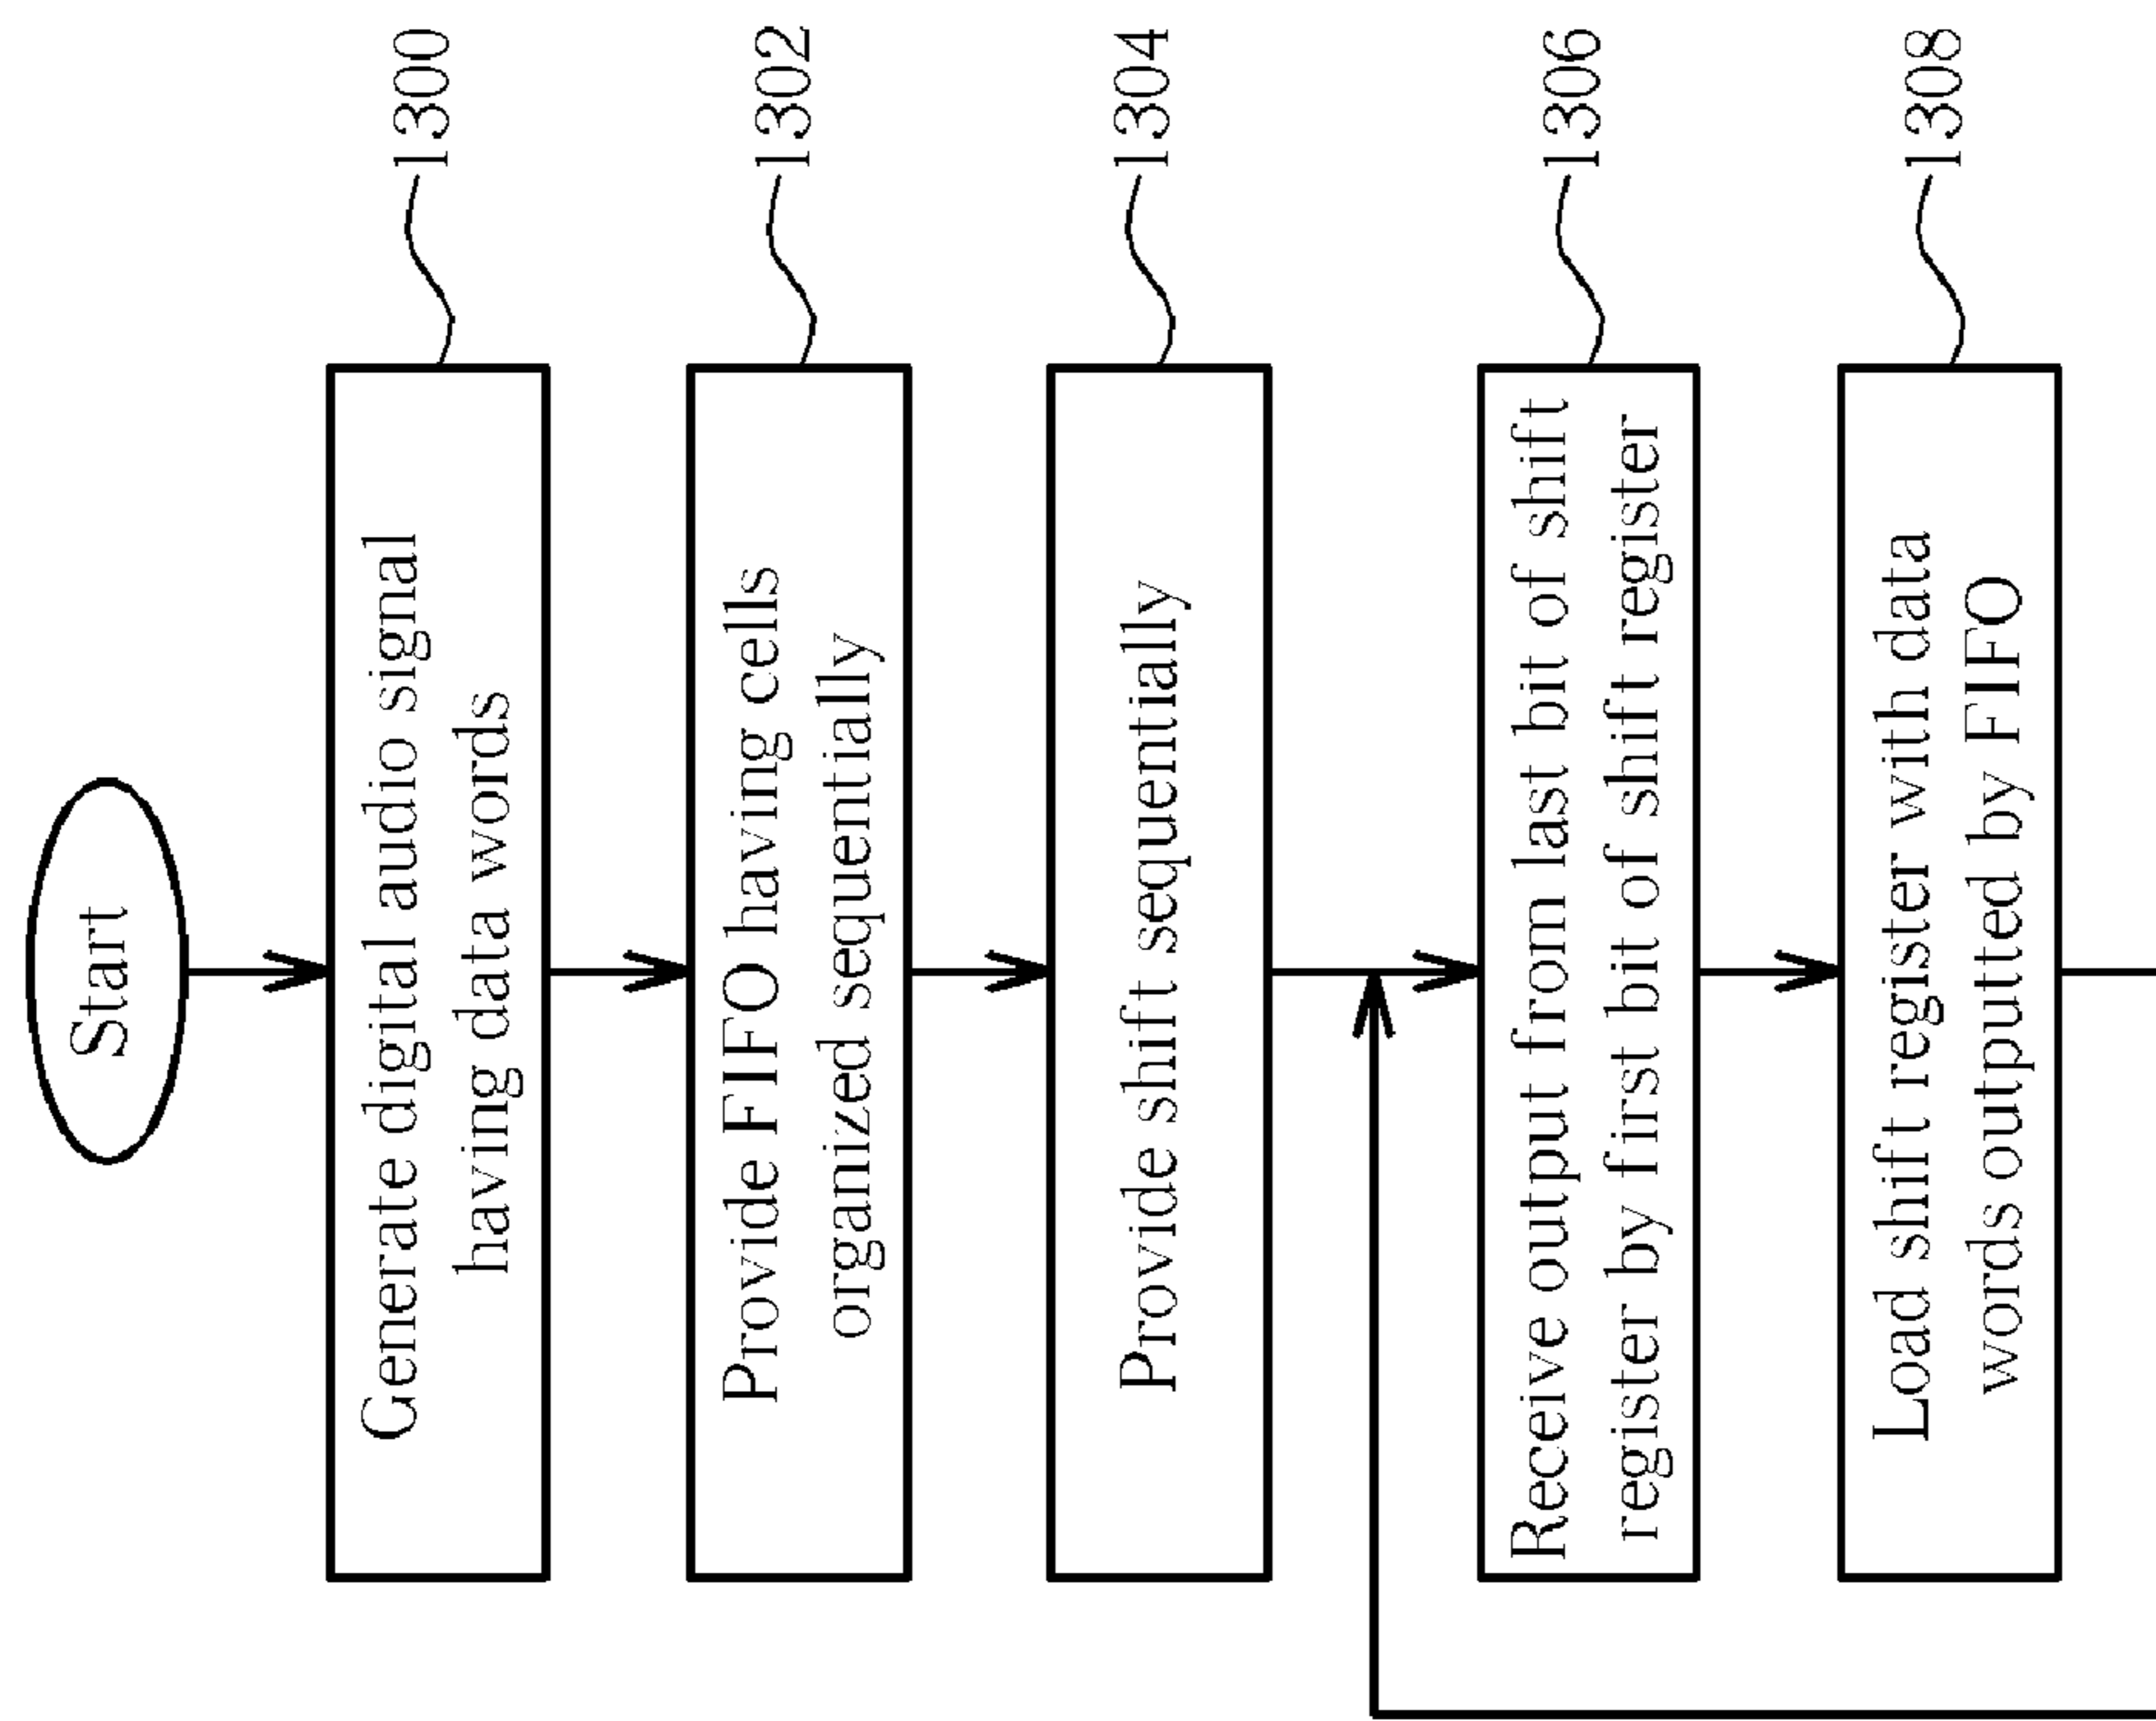 Start
Generate digital audio signal
having data words
1300
Provide FIFO having cells
organized sequentially
1302
Provide shift sequentially
1304
Receive output from last bit of shift
register by first bit of shift register
1306
Load shift register with data
words outputted by FIFO
1308